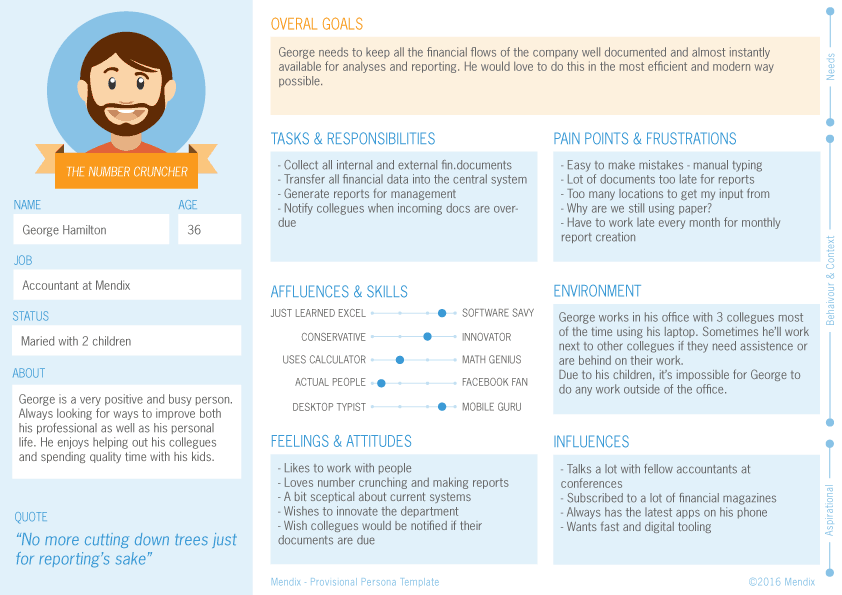 THE NUMBER CRUNCHER
NAME
George Hamilton
AGE
36
JOB
Accountant at Mendix
STATUS
Maried with 2 children
ABOUT
George is a very positive and busy person.
Always looking for ways to improve both
his professional as well as his personal
life. He enjoys helping out his collegues
and spending quality time with his kids.
QUOTE
“No more cutting down trees just
for reporting’s sake”
OVERAL GOALS
George needs to keep all the financial flows of the company well documented and almost instantly
available for analyses and reporting. He would love to do this in the most efficient and modern way
possible.
TASKS & RESPONSIBILITIES
- Collect all internal and external fin.documents
- Transfer all financial data into the central system
- Generate reports for management
- Notify collegues when incoming docs are over-
due
PAIN POINTS & FRUSTRATIONS
- Easy to make mistakes - manual typing
- Lot of documents too late for reports
- Too many locations to get my input from
- Why are we still using paper?
- Have to work late every month for monthly
report creation
AFFLUENCES & SKILLS
JUST LEARNED EXCEL SOFTWARE SAVY
CONSERVATIVE INNOVATOR
USES CALCULATOR MATH GENIUS
ACTUAL PEOPLE FACEBOOK FAN
DESKTOP TYPIST MOBILE GURU
ENVIRONMENT
George works in his office with 3 collegues most
of the time using his laptop. Sometimes he’ll work
next to other collegues if they need assistence or
are behind on their work.
Due to his children, it’s impossible for George to
do any work outside of the office.
FEELINGS & ATTITUDES
- Likes to work with people
- Loves number crunching and making reports
- A bit sceptical about current systems
- Wishes to innovate the department
- Wish collegues would be notified if their
documents are due
INFLUENCES
- Talks a lot with fellow accountants at
conferences
- Subscribed to a lot of financial magazines
- Always has the latest apps on his phone
- Wants fast and digital tooling
Needs
Behaivour & Context
Aspirational
Mendix - Provisional Persona Template
©2016 Mendix